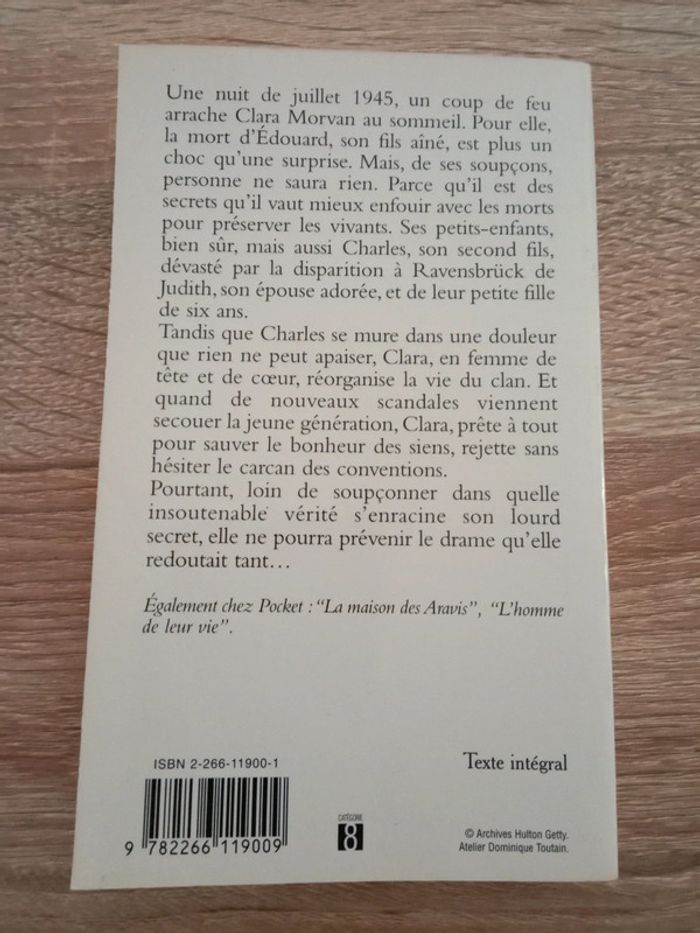 Une nuit de juillet 1945, un coup de feu
arrache Clara Morvan au sommeil. Pour elle,
la mort d'Édouard, son fils aîné, est plus un
choc qu'une surprise. Mais, de ses soupçons,
personne ne saura rien. Parce qu'il est des
secrets qu'il vaut mieux enfouir avec les morts
pour préserver les vivants. Ses petits-enfants,
bien sûr, mais aussi Charles, son second fils,
dévasté par la disparition à Ravensbrück de
Judith, son épouse adorée, et de leur petite fille
de six ans.
Tandis que Charles se mure dans une douleur
que rien ne peut apaiser, Clara, en femme de
tête et de cœur, réorganise la vie du clan. Et
quand de nouveaux scandales viennent
secouer la jeune génération, Clara, prête à tout
pour sauver le bonheur des siens, rejette sans
hésiter le carcan des conventions.
Pourtant, loin de soupçonner dans quelle
insoutenable vérité s'enracine son lourd
secret, elle ne pourra prévenir le drame qu'elle
redoutait tant…
Également chez Pocket : "La maison des Aravis", "L'homme
de leur vie".
ISBN 2-266-11900-1
Texte intégral
9 782266 119009
CATÉGORIE
8
© Archives Hulton Getty.
Atelier Dominique Toutain.